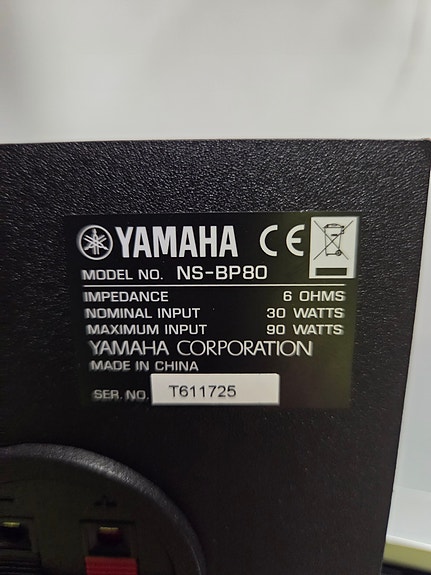 YAMAHA CE
MODEL NO. NS-BP80
IMPEDANCE 6 OHMS
NOMINAL INPUT 30 WATTS
MAXIMUM INPUT 90 WATTS
YAMAHA CORPORATION
MADE IN CHINA
SER. NO. T611725